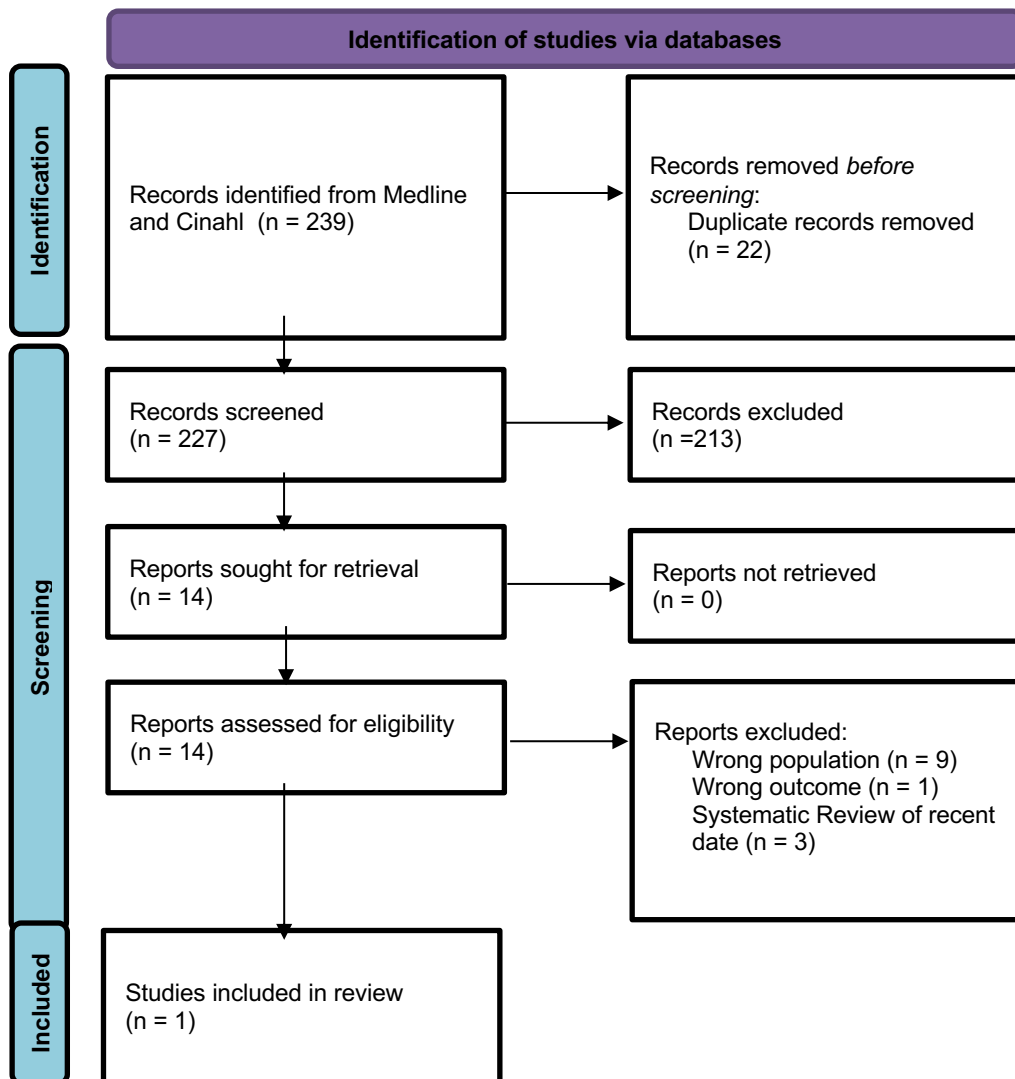 Identification of studies via databases
Identification
Records identified from Medline
and Cinahl (n = 239)
Records removed before
screening:
Duplicate records removed
(n = 22)
Screening
Records screened
(n = 227)
Records excluded
(n =213)
Reports sought for retrieval
(n = 14)
Reports not retrieved
(n = 0)
Reports assessed for eligibility
(n = 14)
Reports excluded:
Wrong population (n = 9)
Wrong outcome (n = 1)
Systematic Review of recent
date (n = 3)
Included
Studies included in review
(n = 1)